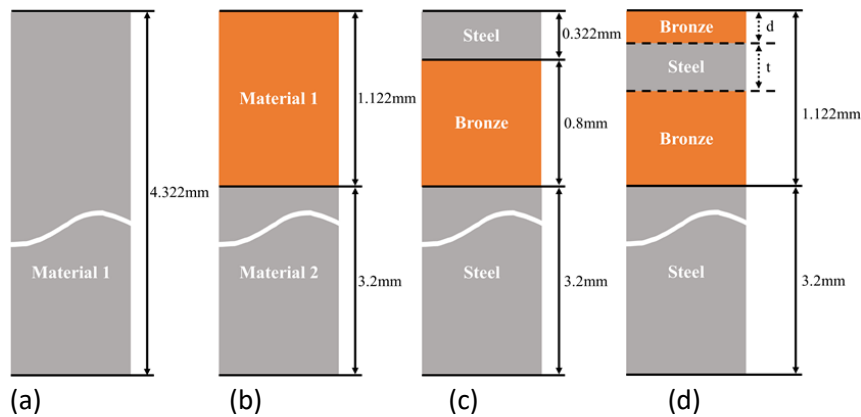 Material 1
4.322mm
(a)
Material 1
Material 2
1.122mm
3.2mm
(b)
Steel
Bronze
Steel
0.322mm
0.8mm
3.2mm
(c)
Bronze
Steel
Bronze
Steel
d
t
1.122mm
3.2mm
(d)